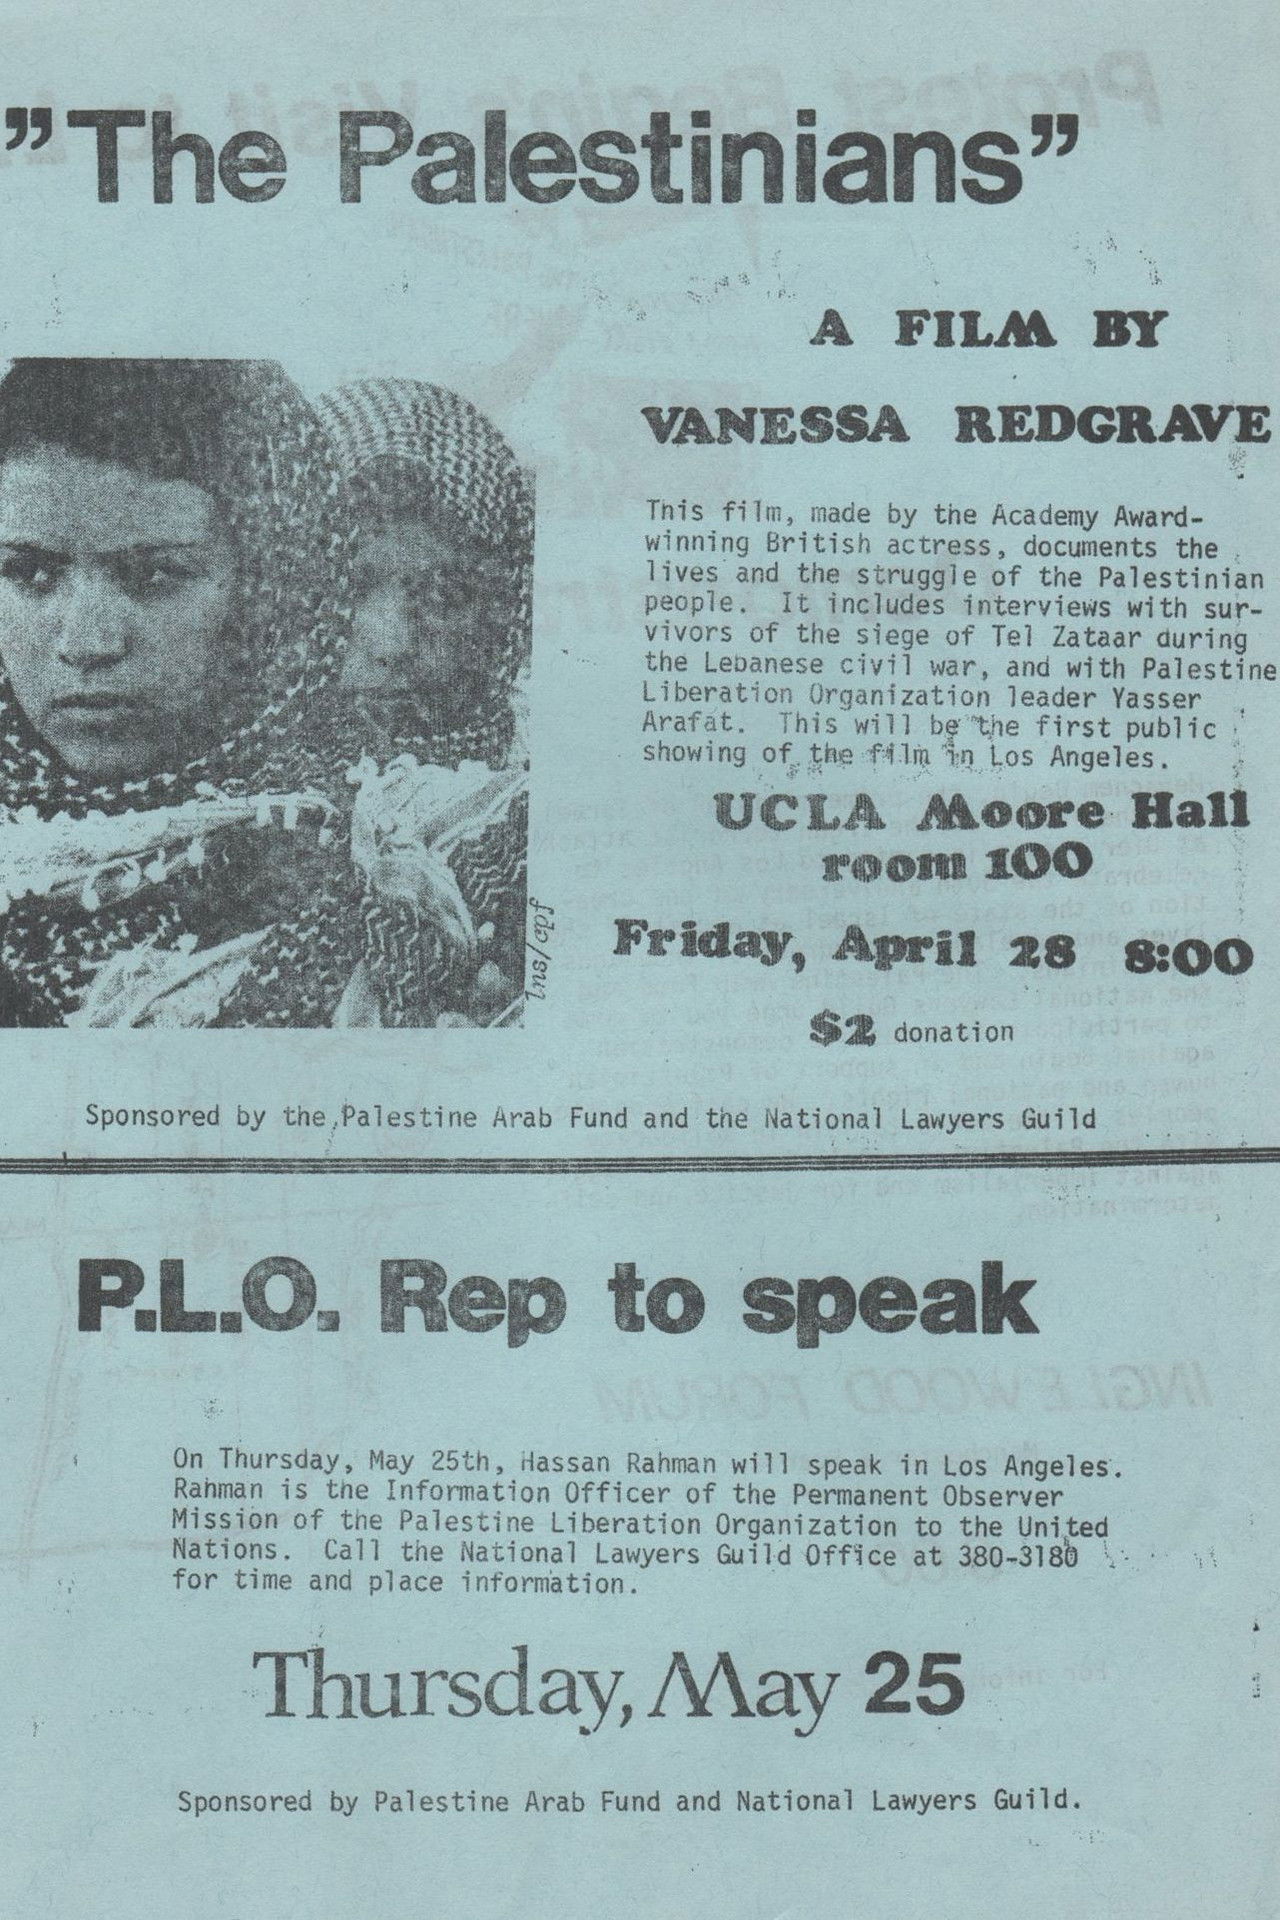 "The Palestinians"
A FILM BY
VANESSA REDGRAVE
This film, made by the Academy Award-
winning British actress, documents the
lives and the struggle of the Palestinian
people. It includes interviews with sur-
vivors of the siege of Tel Zataar during
the Lebanese civil war, and with Palestine
Liberation Organization leader Yasser
Arafat. This will be the first public
showing of the film in Los Angeles.
UCLA Moore Hall
room 100
Friday, April 28 8:00
$2 donation
lns/cpf
Sponsored by the Palestine Arab Fund and the National Lawyers Guild
P.L.O. Rep to speak
On Thursday, May 25th, Hassan Rahman will speak in Los Angeles.
Rahman is the Information Officer of the Permanent Observer
Mission of the Palestine Liberation Organization to the United
Nations. Call the National Lawyers Guild Office at 380-3180
for time and place information.
Thursday, May 25
Sponsored by Palestine Arab Fund and National Lawyers Guild.